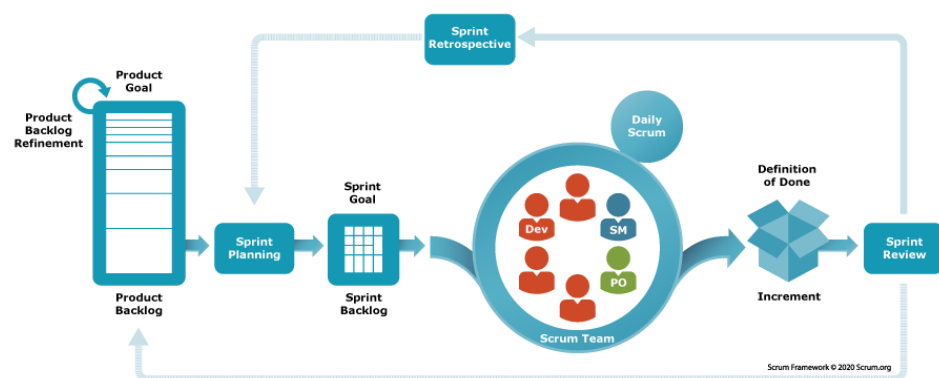 Sprint
Retrospective
Product
Goal
Product
Backlog
Refinement
Daily
Scrum
Definition
of Done
Sprint
Goal
Dev
SM
Sprint
Planning
Sprint
Review
PO
Product
Backlog
Sprint
Backlog
Increment
Scrum Team
Scrum Framework © 2020 Scrum.org